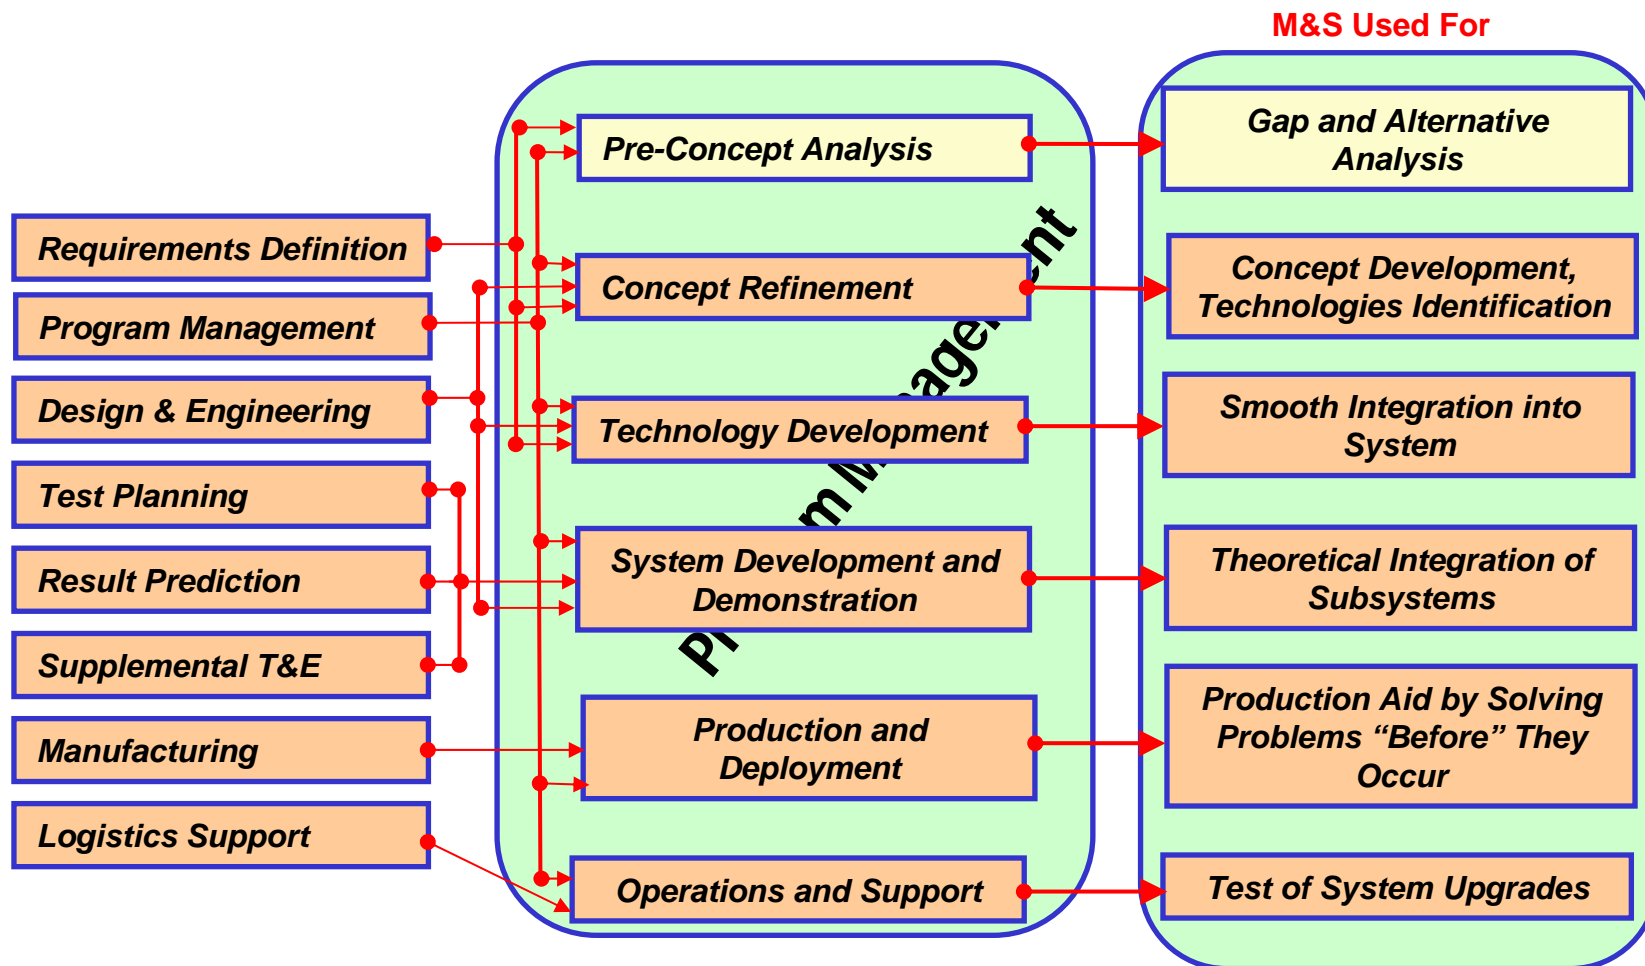 M&S Used For
Requirements Definition
Program Management
Design & Engineering
Test Planning
Result Prediction
Supplemental T&E
Manufacturing
Logistics Support
Pre-Concept Analysis
Concept Refinement
Technology Development
System Development and
Demonstration
Production and
Deployment
Operations and Support
Gap and Alternative
Analysis
Concept Development,
Technologies Identification
Smooth Integration into
System
Theoretical Integration of
Subsystems
Production Aid by Solving
Problems “Before” They
Occur
Test of System Upgrades